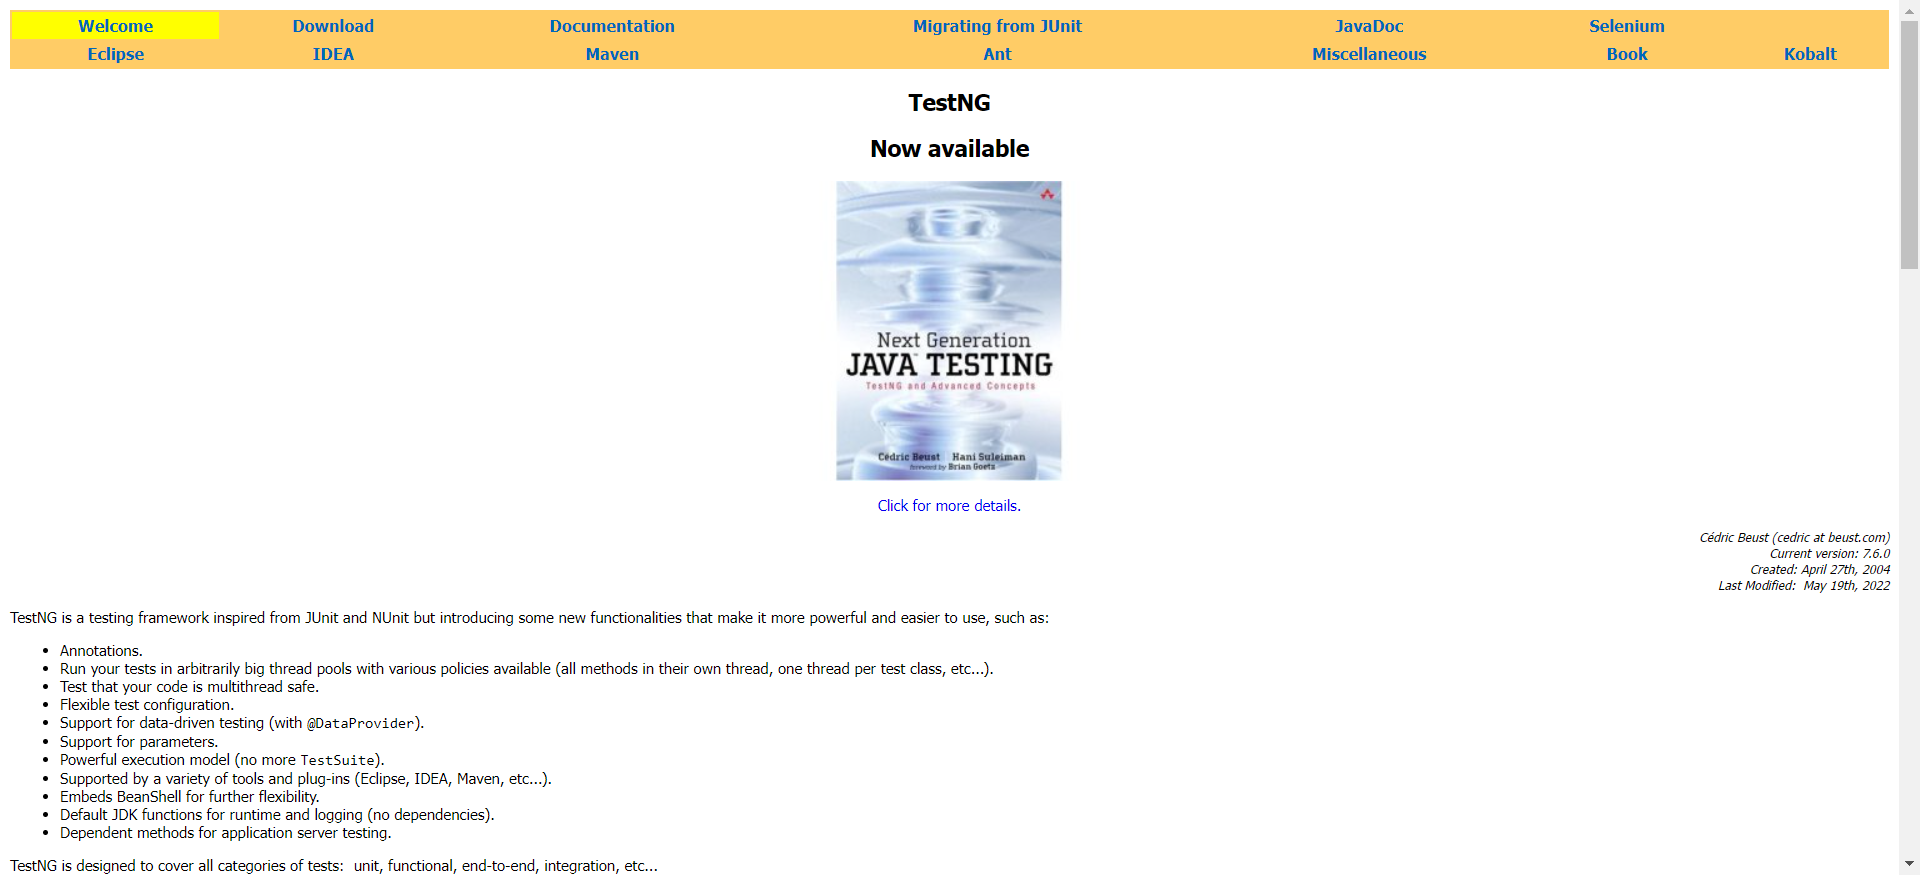 Welcome Download Documentation Migrating from JUnit JavaDoc Selenium
Eclipse IDEA Maven Ant Miscellaneous Book Kobalt
TestNG
Now available
Next Generation
JAVA™ TESTING
TestNG and Advanced Concepts
Cédric Beust Hani Suleiman
foreword by Brian Goetz
Click for more details.
Cédric Beust (cedric at beust.com)
Current version: 7.6.0
Created: April 27th, 2004
Last Modified: May 19th, 2022
TestNG is a testing framework inspired from JUnit and NUnit but introducing some new functionalities that make it more powerful and easier to use, such as:
• Annotations.
• Run your tests in arbitrarily big thread pools with various policies available (all methods in their own thread, one thread per test class, etc...).
• Test that your code is multithread safe.
• Flexible test configuration.
• Support for data-driven testing (with @DataProvider).
• Support for parameters.
• Powerful execution model (no more TestSuite).
• Supported by a variety of tools and plug-ins (Eclipse, IDEA, Maven, etc...).
• Embeds BeanShell for further flexibility.
• Default JDK functions for runtime and logging (no dependencies).
• Dependent methods for application server testing.
TestNG is designed to cover all categories of tests: unit, functional, end-to-end, integration, etc...